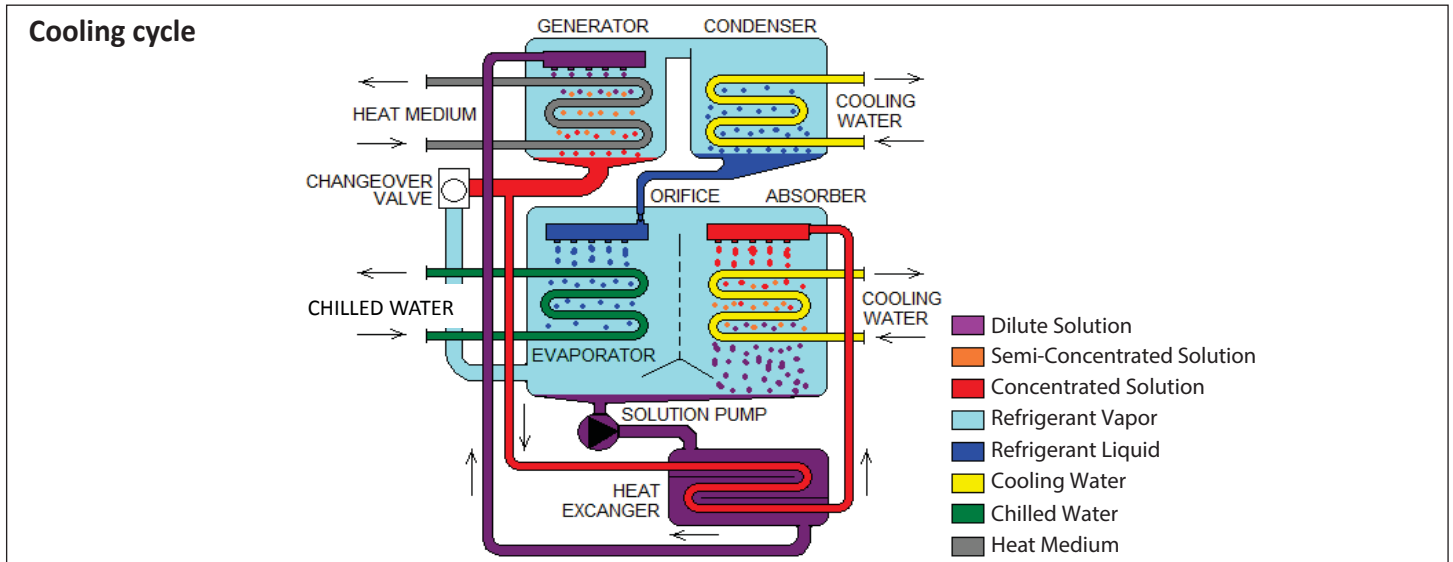 Cooling cycle
GENERATOR
CONDENSER
HEAT MEDIUM
COOLING
WATER
CHANGEOVER
VALVE
ORIFICE
ABSORBER
CHILLED WATER
COOLING
WATER
EVAPORATOR
SOLUTION PUMP
HEAT
EXCANGER
Dilute Solution
Semi-Concentrated Solution
Concentrated Solution
Refrigerant Vapor
Refrigerant Liquid
Cooling Water
Chilled Water
Heat Medium